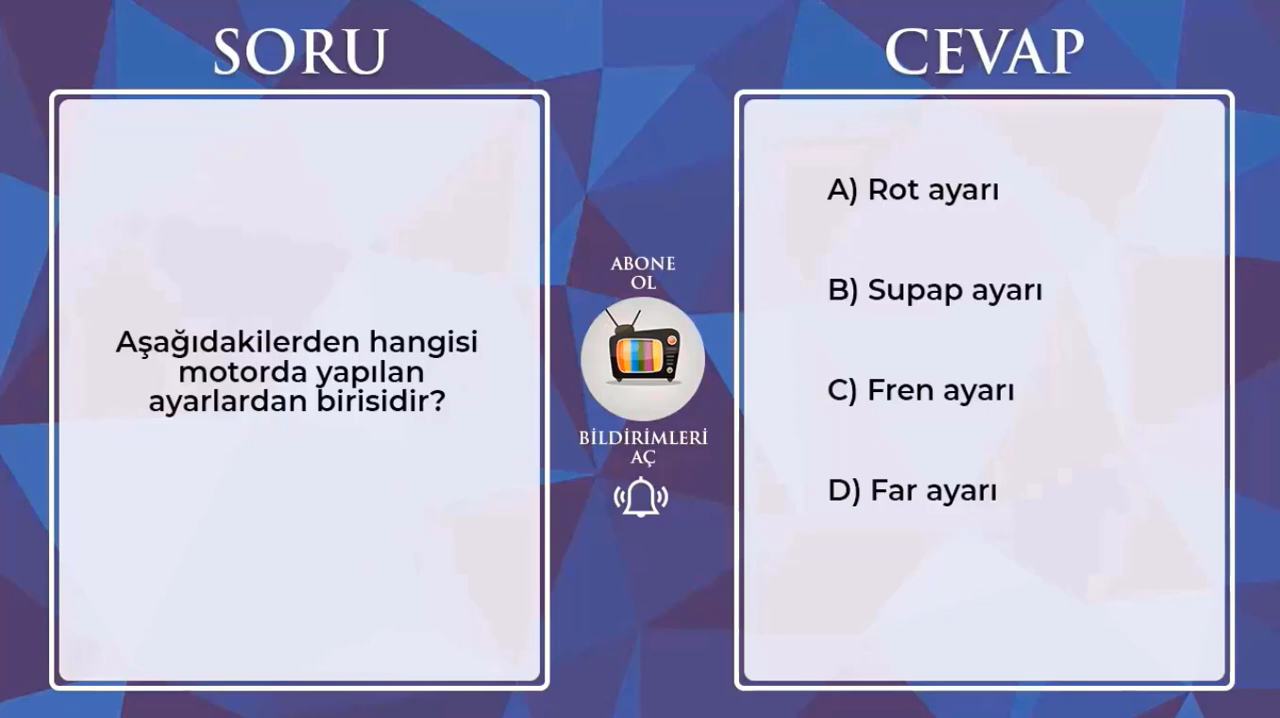 SORU
Aşağıdakilerden hangisi
motorda yapılan
ayarlardan birisidir?
ABONE
OL
BİLDİRİMLERİ
AÇ
CEVAP
A) Rot ayarı
B) Supap ayarı
C) Fren ayarı
D) Far ayarı